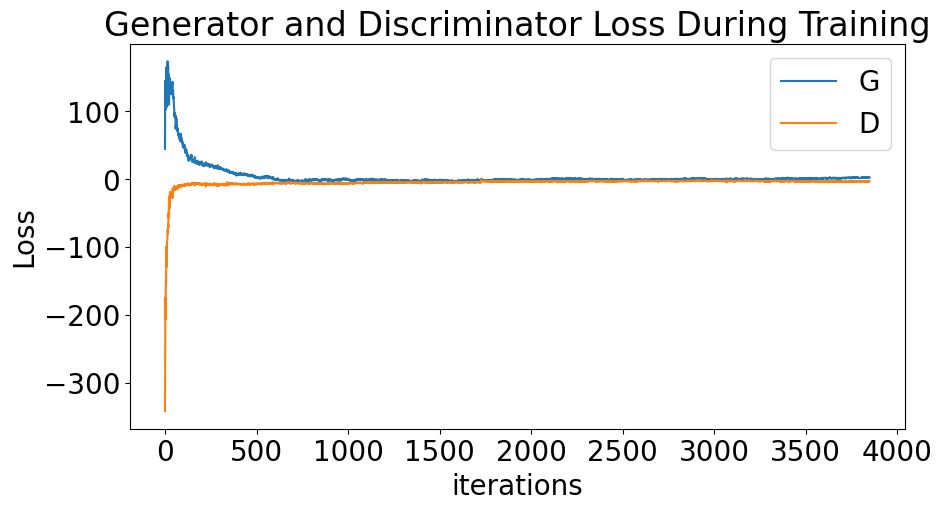 Generator and Discriminator Loss During Training
G
D
Loss
100
0
−100
−200
−300
0 500 1000 1500 2000 2500 3000 3500 4000
iterations